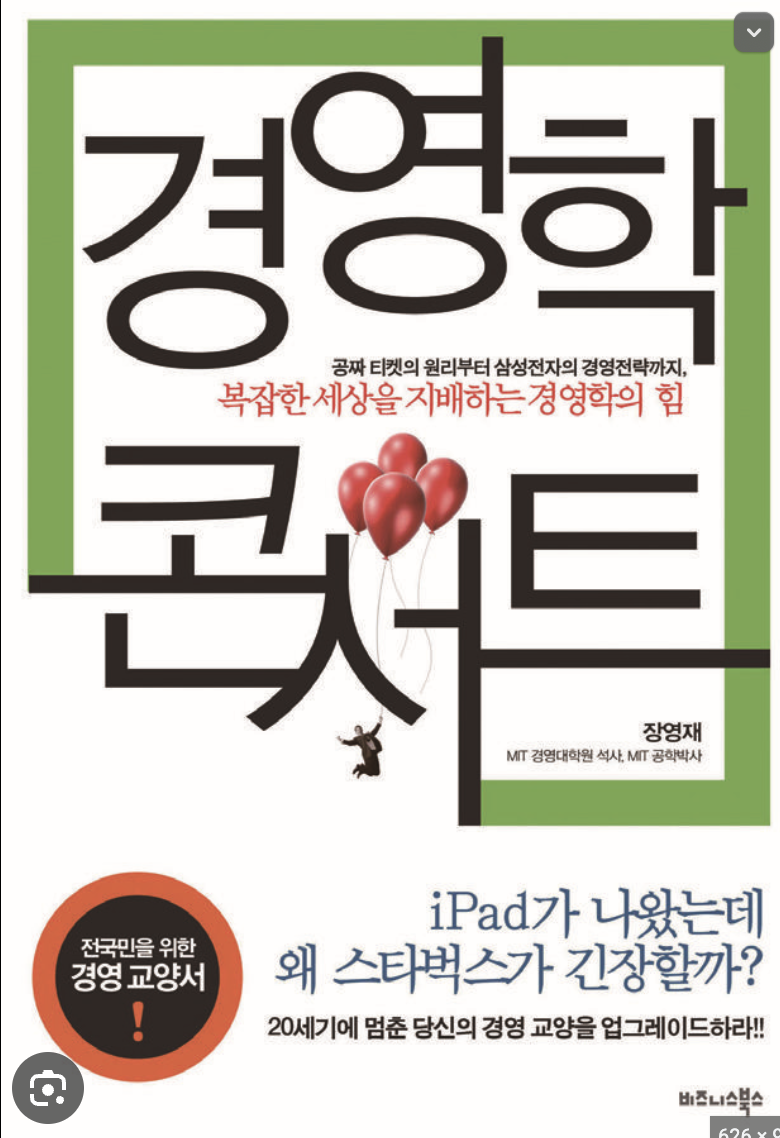 경영학
공짜 티켓의 원리부터 삼성전자의 경영전략까지,
복잡한 세상을 지배하는 경영학의 힘
콘서트
장영재
MIT 경영대학원 석사, MIT 공학박사
전국민을 위한
경영 교양서
!
iPad가 나왔는데
왜 스타벅스가 긴장할까?
20세기에 멈춘 당신의 경영 교양을 업그레이드하라!!
비즈니스북스
626 ×